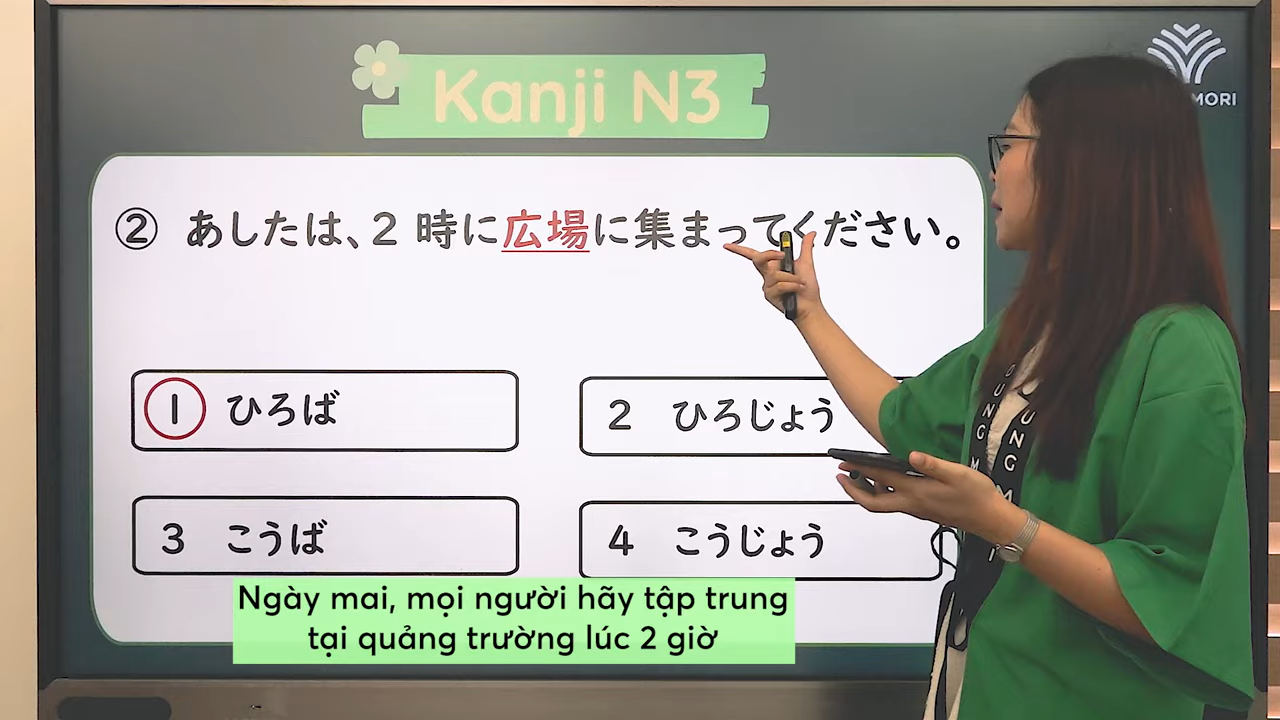 Kanji N3
MORI
② あしたは、2 時に広場に集まってください。
1 ひろば
2 ひろじょう
3 こうば
4 こうじょう
Ngày mai, mọi người hãy tập trung
tại quảng trường lúc 2 giờ